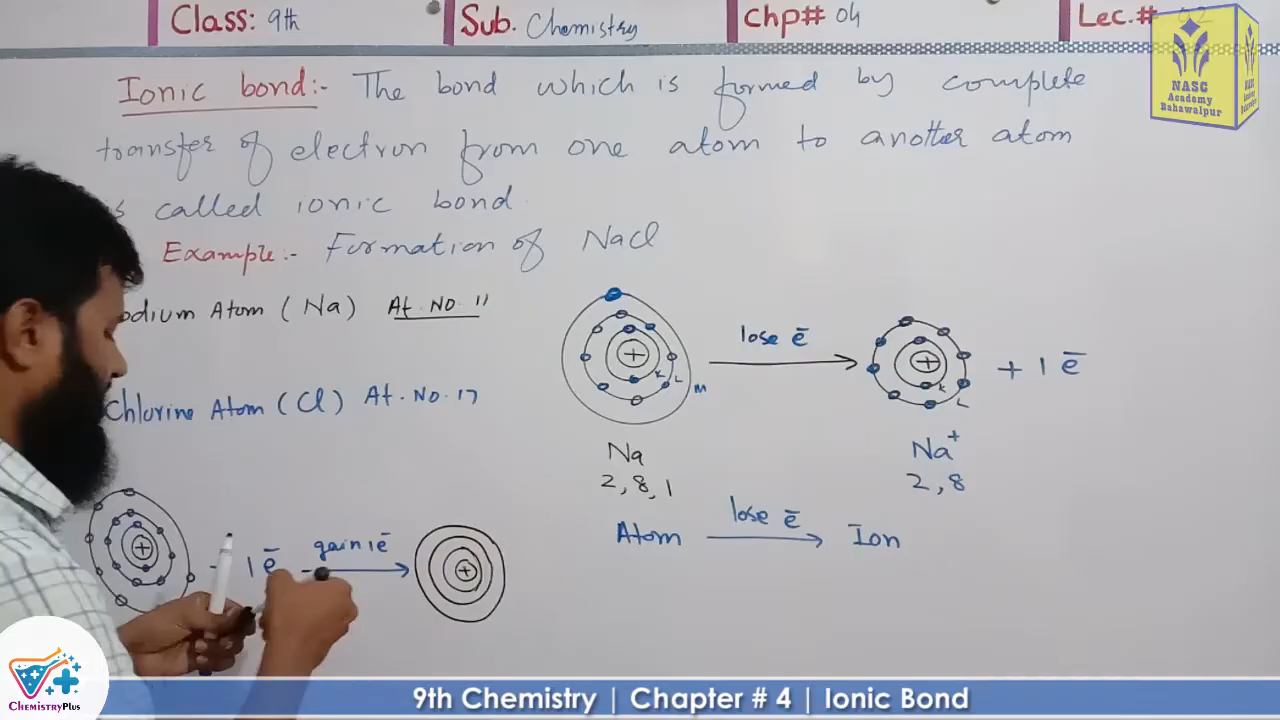 Class: 9th
Sub. Chemistry
Chp# 04
Lec.#
NASC
Academy
Bahawalpur
Ionic bond:- The bond which is formed by complete
transfer of electron from one atom to another atom
called ionic bond.
Example:- Formation of NaCl
Atom (Na) At. No. 11
lose e̅
+ 1 e̅
+
+
K L M
K
L
Chlorine Atom (Cl) At. No. 17
Na
2, 8, 1
Na⁺
2, 8
Atom lose e̅ Ion
+
1 e̅
gain 1e̅
+
ChemistryPlus
9th Chemistry | Chapter # 4 | Ionic Bond